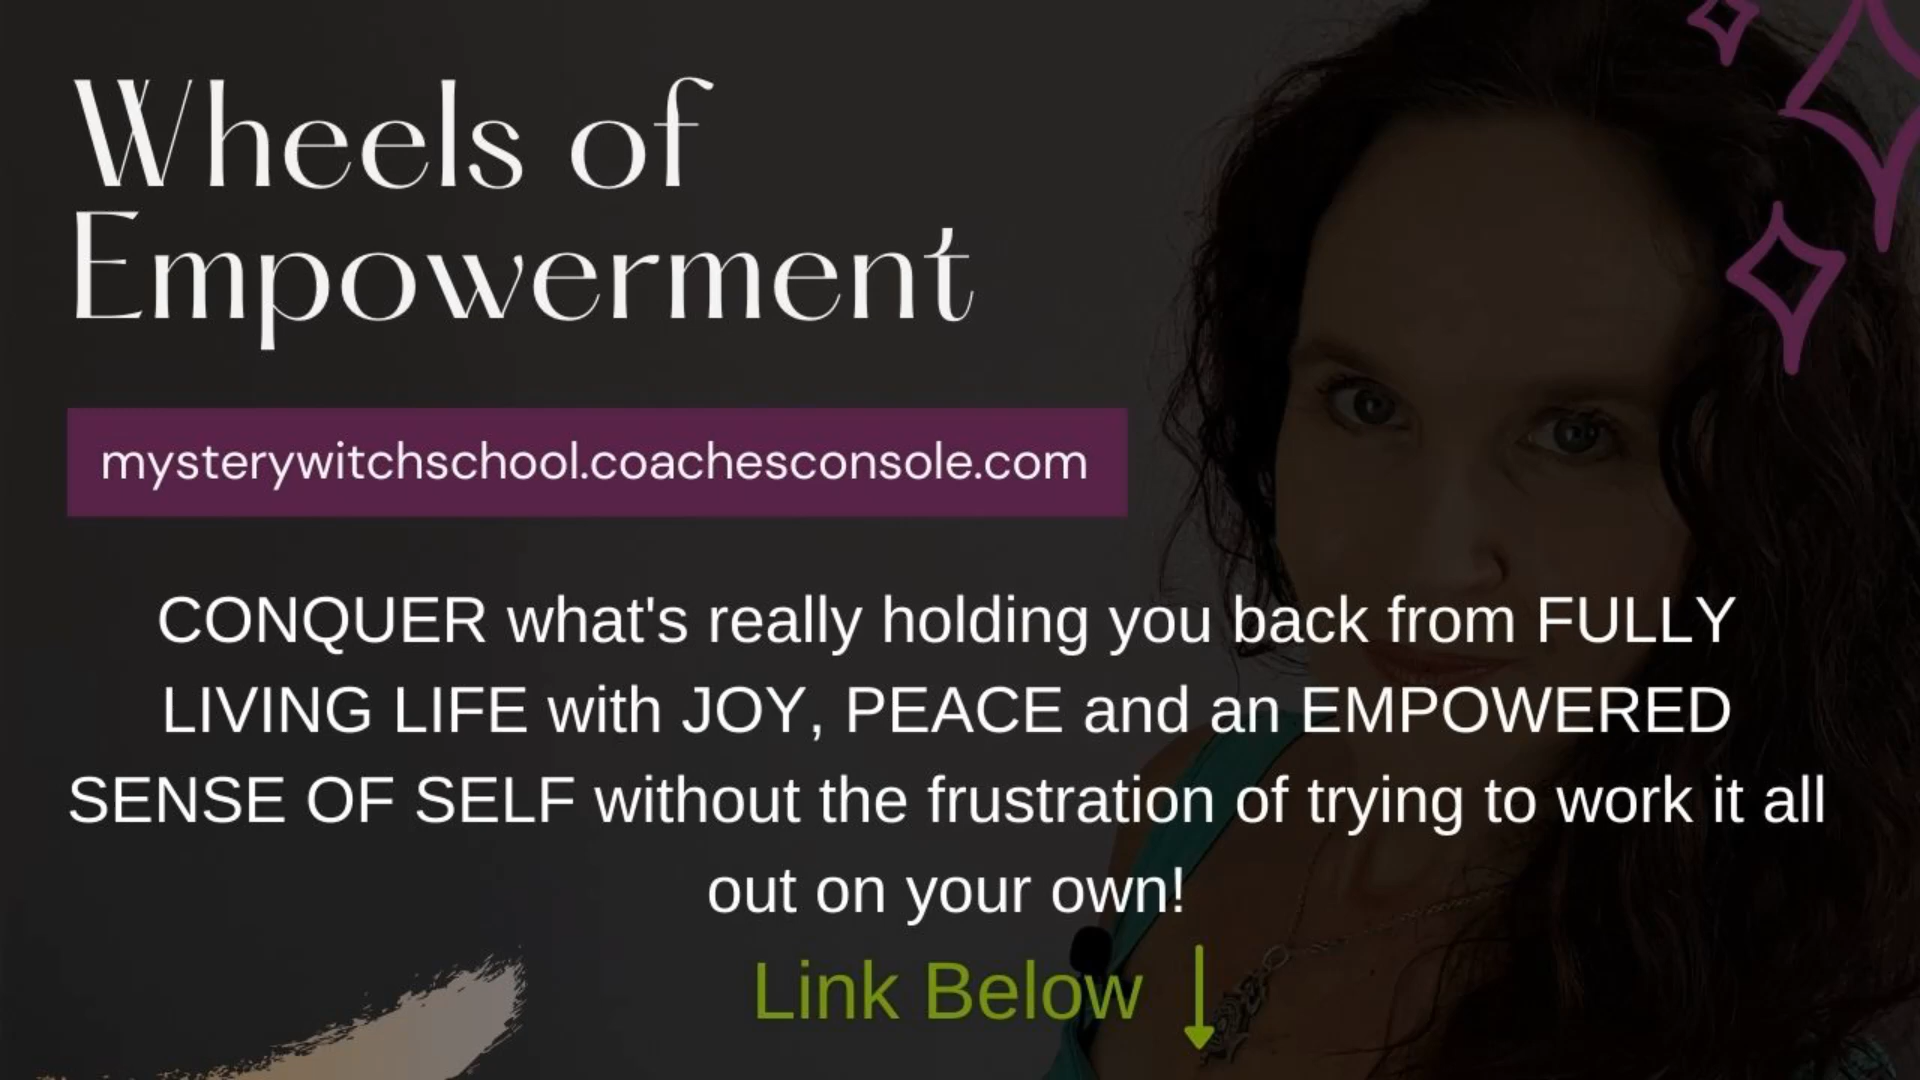 Wheels of
Empowerment
mysterywitchschool.coachesconsole.com
CONQUER what's really holding you back from FULLY
LIVING LIFE with JOY, PEACE and an EMPOWERED
SENSE OF SELF without the frustration of trying to work it all
out on your own!
Link Below